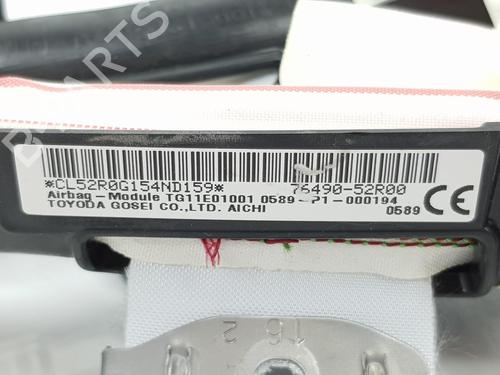 *CL52R0G154ND159* 76490-52R00
Airbag-Module TG11E01001 0589-P1-000194
TOYODA GOSEI CO.,LTD. AICHI 0589 CE
16 2
B-PARTS